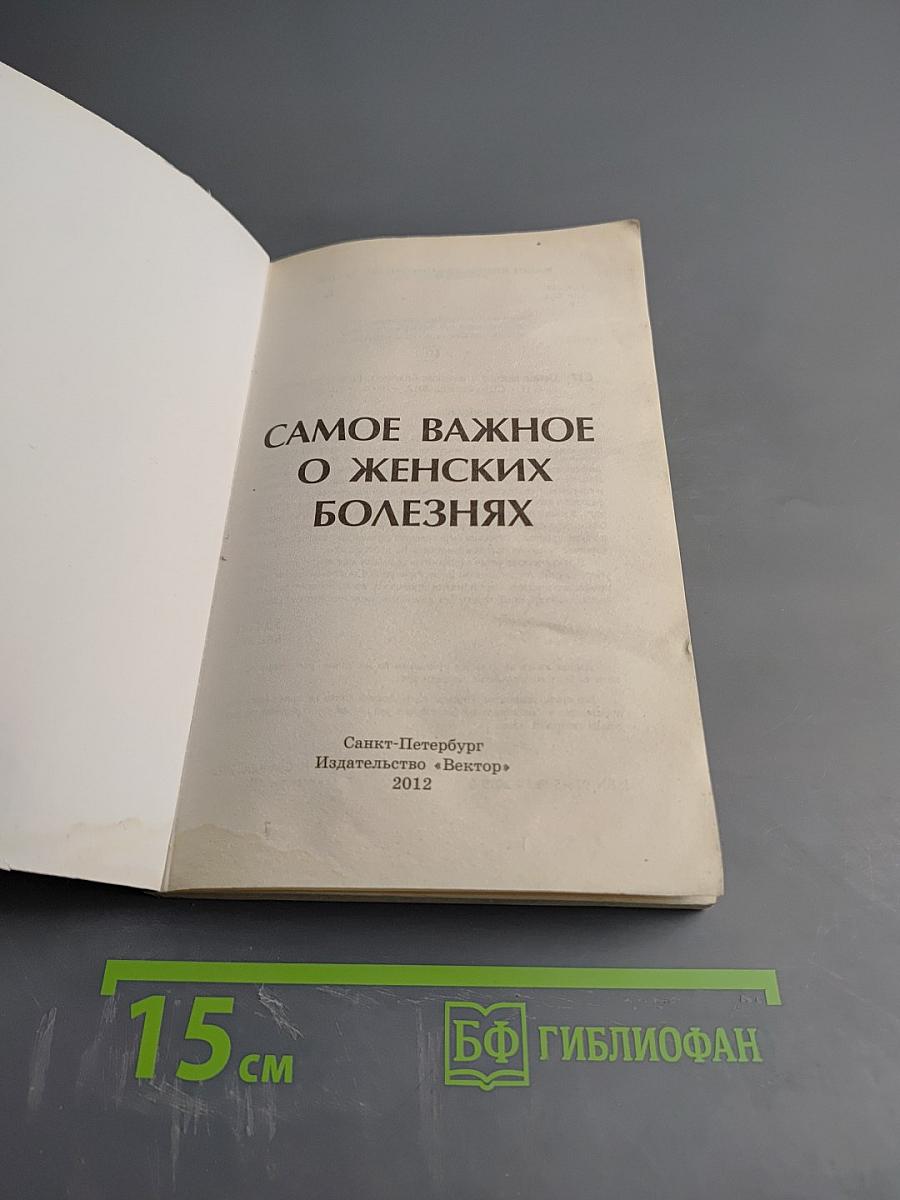 САМОЕ ВАЖНОЕ
О ЖЕНСКИХ
БОЛЕЗНЯХ
Санкт-Петербург
Издательство «Вектор»
2012
15 см
БФ ГИБЛИОФАН